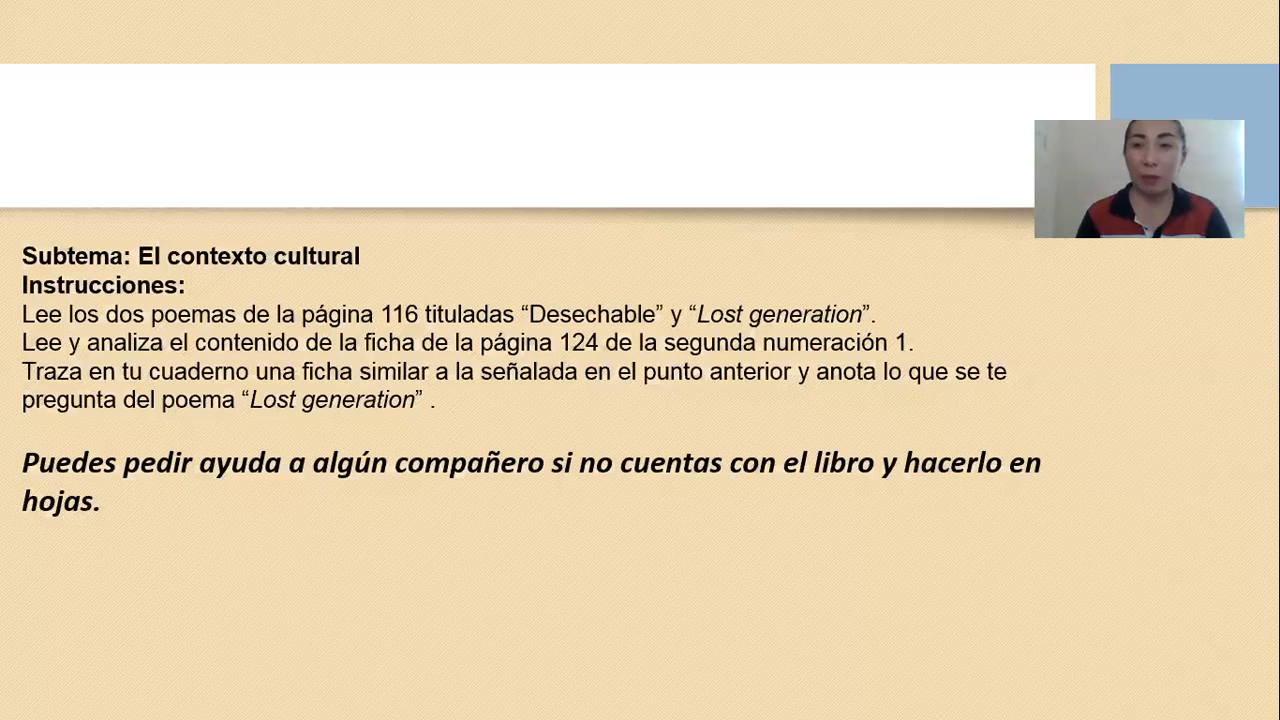 Subtema: El contexto cultural
Instrucciones:
Lee los dos poemas de la página 116 tituladas “Desechable” y “Lost generation”.
Lee y analiza el contenido de la ficha de la página 124 de la segunda numeración 1.
Traza en tu cuaderno una ficha similar a la señalada en el punto anterior y anota lo que se te
pregunta del poema “Lost generation” .
Puedes pedir ayuda a algún compañero si no cuentas con el libro y hacerlo en
hojas.